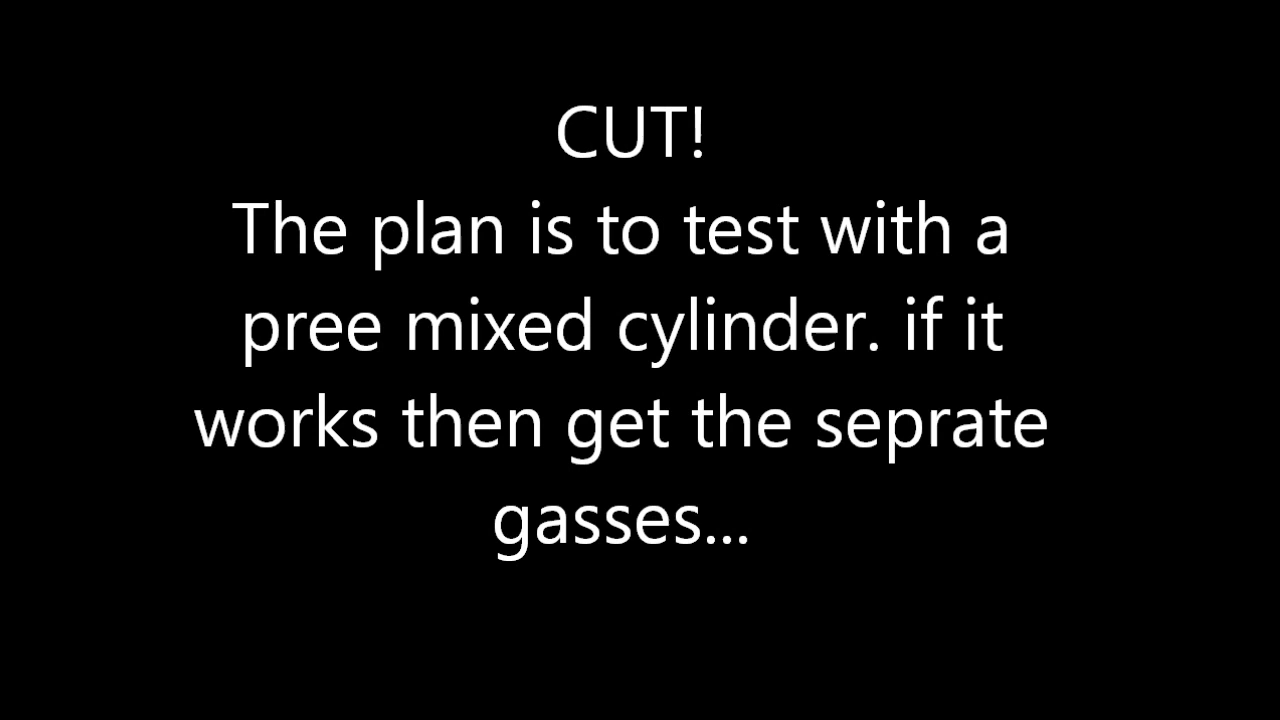 CUT!
The plan is to test with a
pree mixed cylinder. if it
works then get the seprate
gasses...